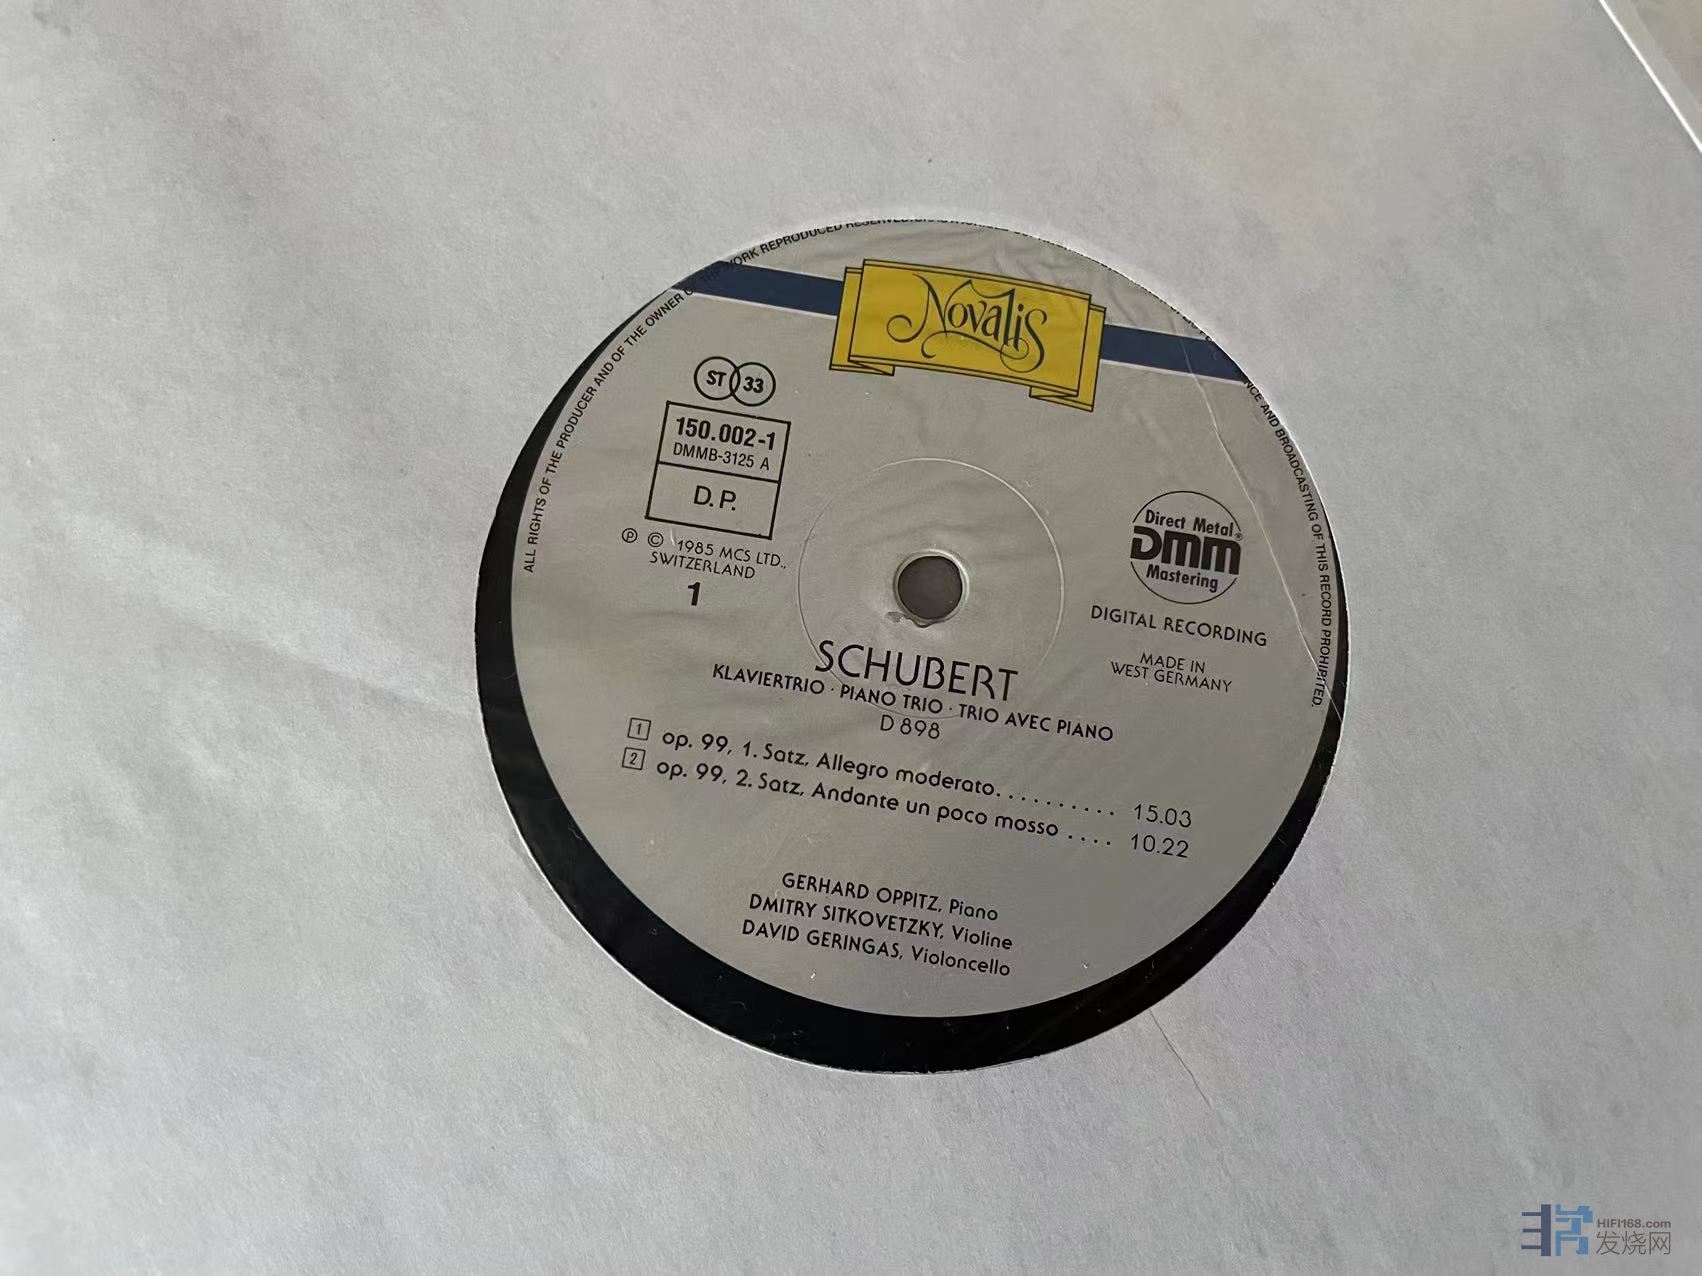 ALL RIGHTS OF THE PRODUCER AND OF THE OWNER OF THE WORK REPRODUCED RESERVED.
NCE AND BROADCASTING OF THIS RECORD PROHIBITED.
Novalis
ST 33
150.002-1
DMMB-3125 A
D.P.
Ⓟ © 1985 MCS LTD.,
SWITZERLAND
1
Direct Metal
DMM®
Mastering
DIGITAL RECORDING
MADE IN
WEST GERMANY
SCHUBERT
KLAVIERTRIO · PIANO TRIO · TRIO AVEC PIANO
D 898
1 op. 99, 1. Satz, Allegro moderato.......... 15.03
2 op. 99, 2. Satz, Andante un poco mosso .... 10.22
GERHARD OPPITZ, Piano
DMITRY SITKOVETZKY, Violine
DAVID GERINGAS, Violoncello
HIFI168.com
发烧网